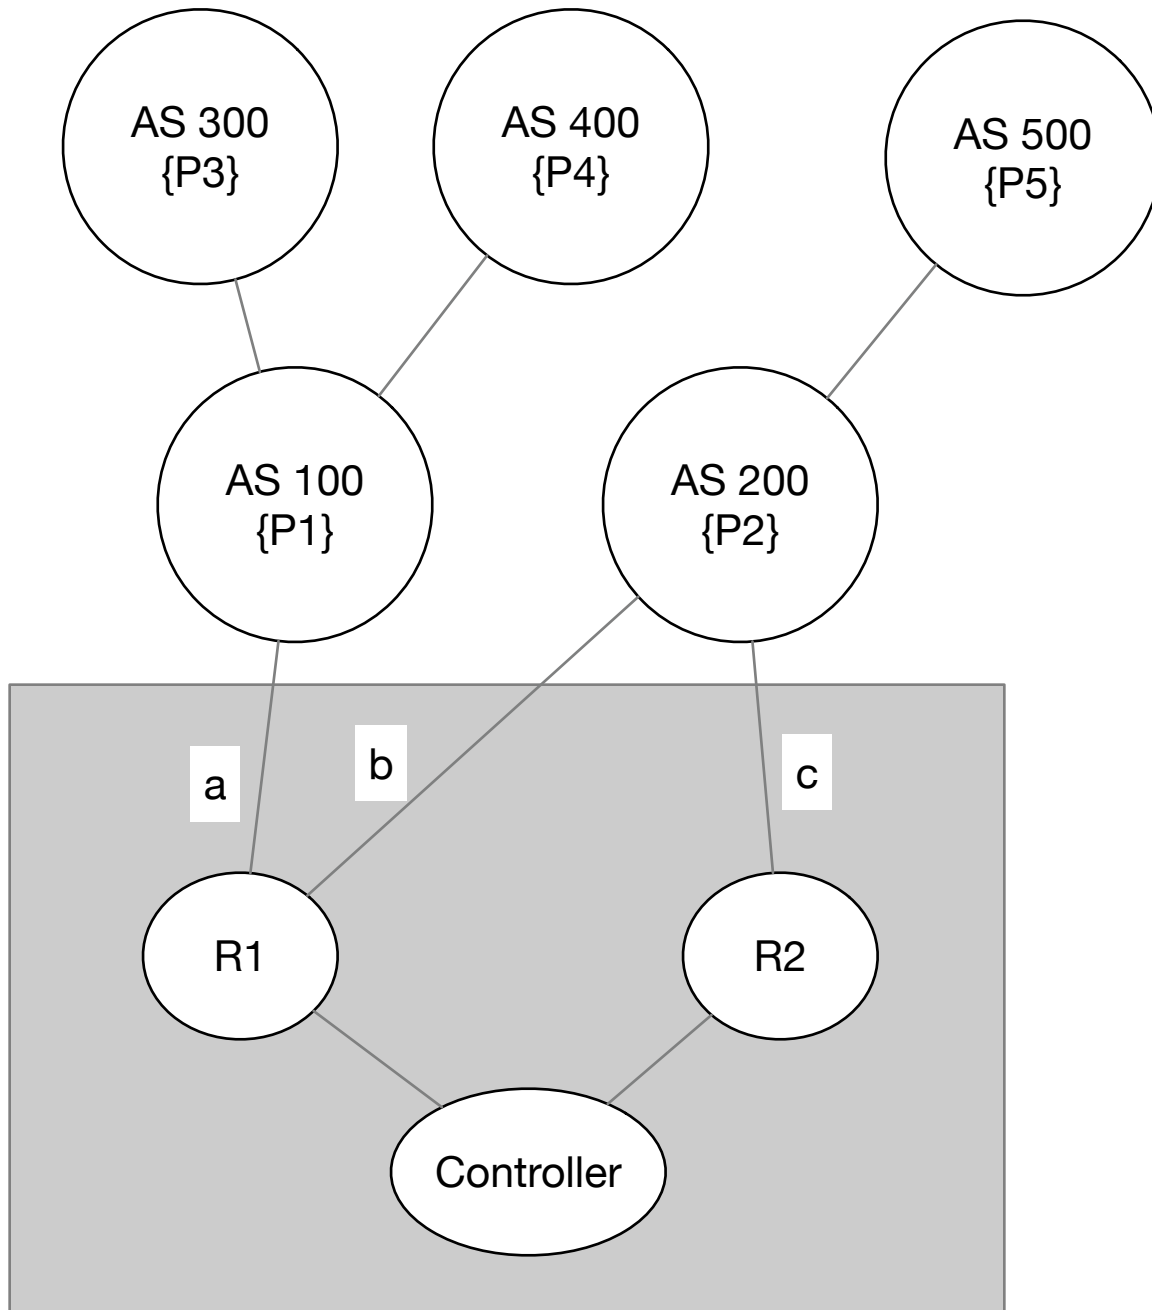 AS 300
{P3}
AS 400
{P4}
AS 500
{P5}
AS 100
{P1}
AS 200
{P2}
a
b
c
R1
R2
Controller